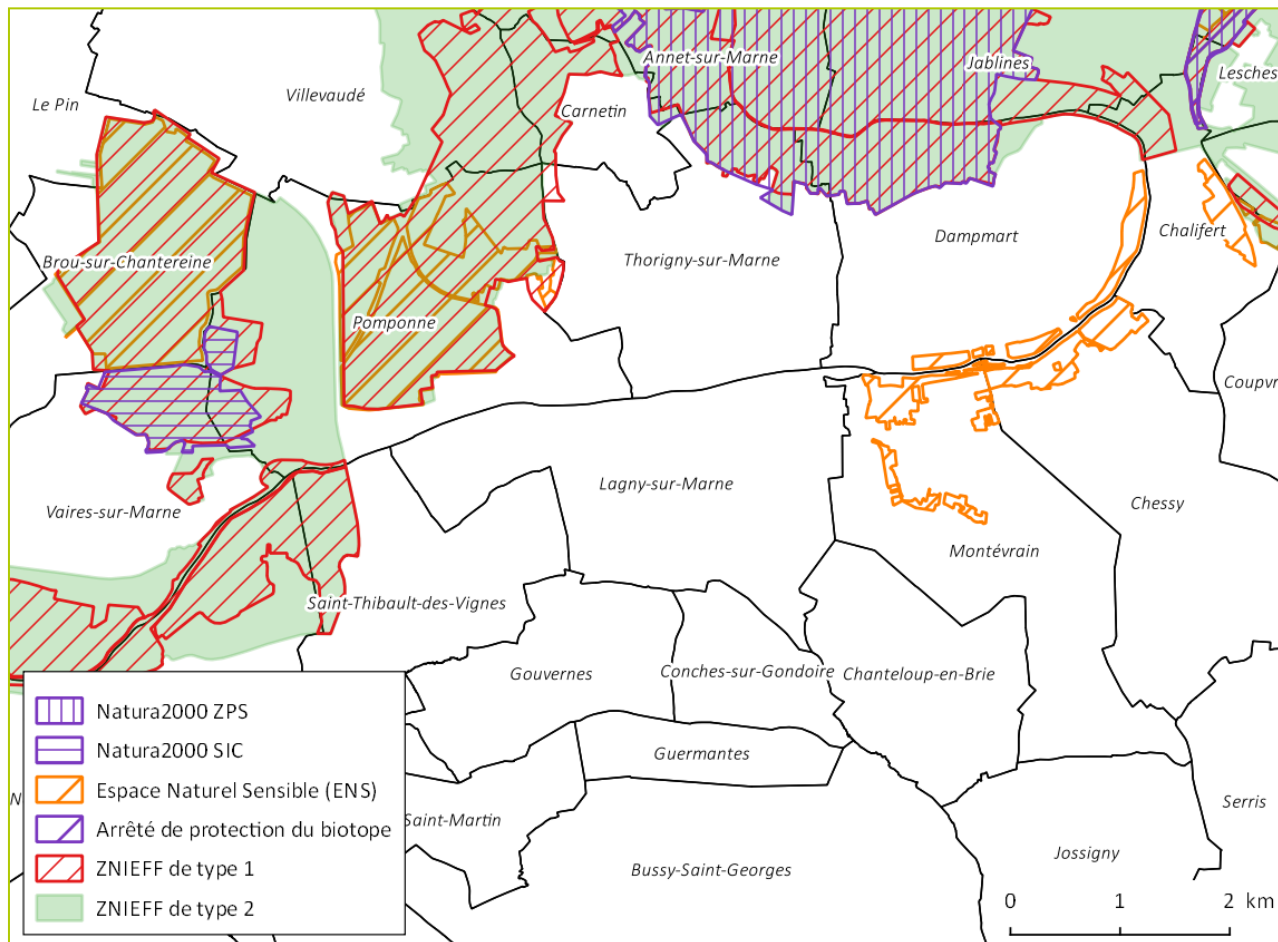 Annet-sur-Marne
Jablines
Lesches
Le Pin
Villevaudé
Carnetin
Chalifert
Dampmart
Brou-sur-Chantereine
Thorigny-sur-Marne
Pomponne
Coupvr
Lagny-sur-Marne
Vaires-sur-Marne
Chessy
Montévrain
Saint-Thibault-des-Vignes
Gouvernes
Conches-sur-Gondoire
Chanteloup-en-Brie
Guermantes
Serris
Saint-Martin
Jossigny
Bussy-Saint-Georges
N
Natura2000 ZPS
Natura2000 SIC
Espace Naturel Sensible (ENS)
Arrêté de protection du biotope
ZNIEFF de type 1
ZNIEFF de type 2
0 1 2 km